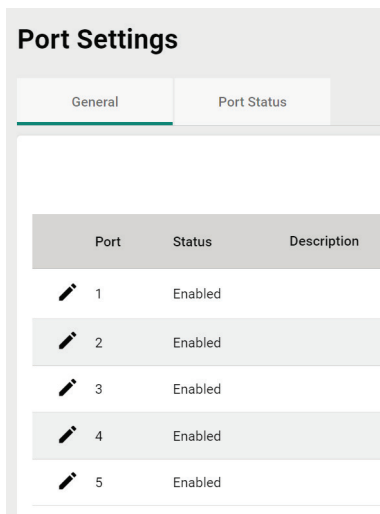 Port Settings
General Port Status
Port Status Description
1 Enabled
2 Enabled
3 Enabled
4 Enabled
5 Enabled